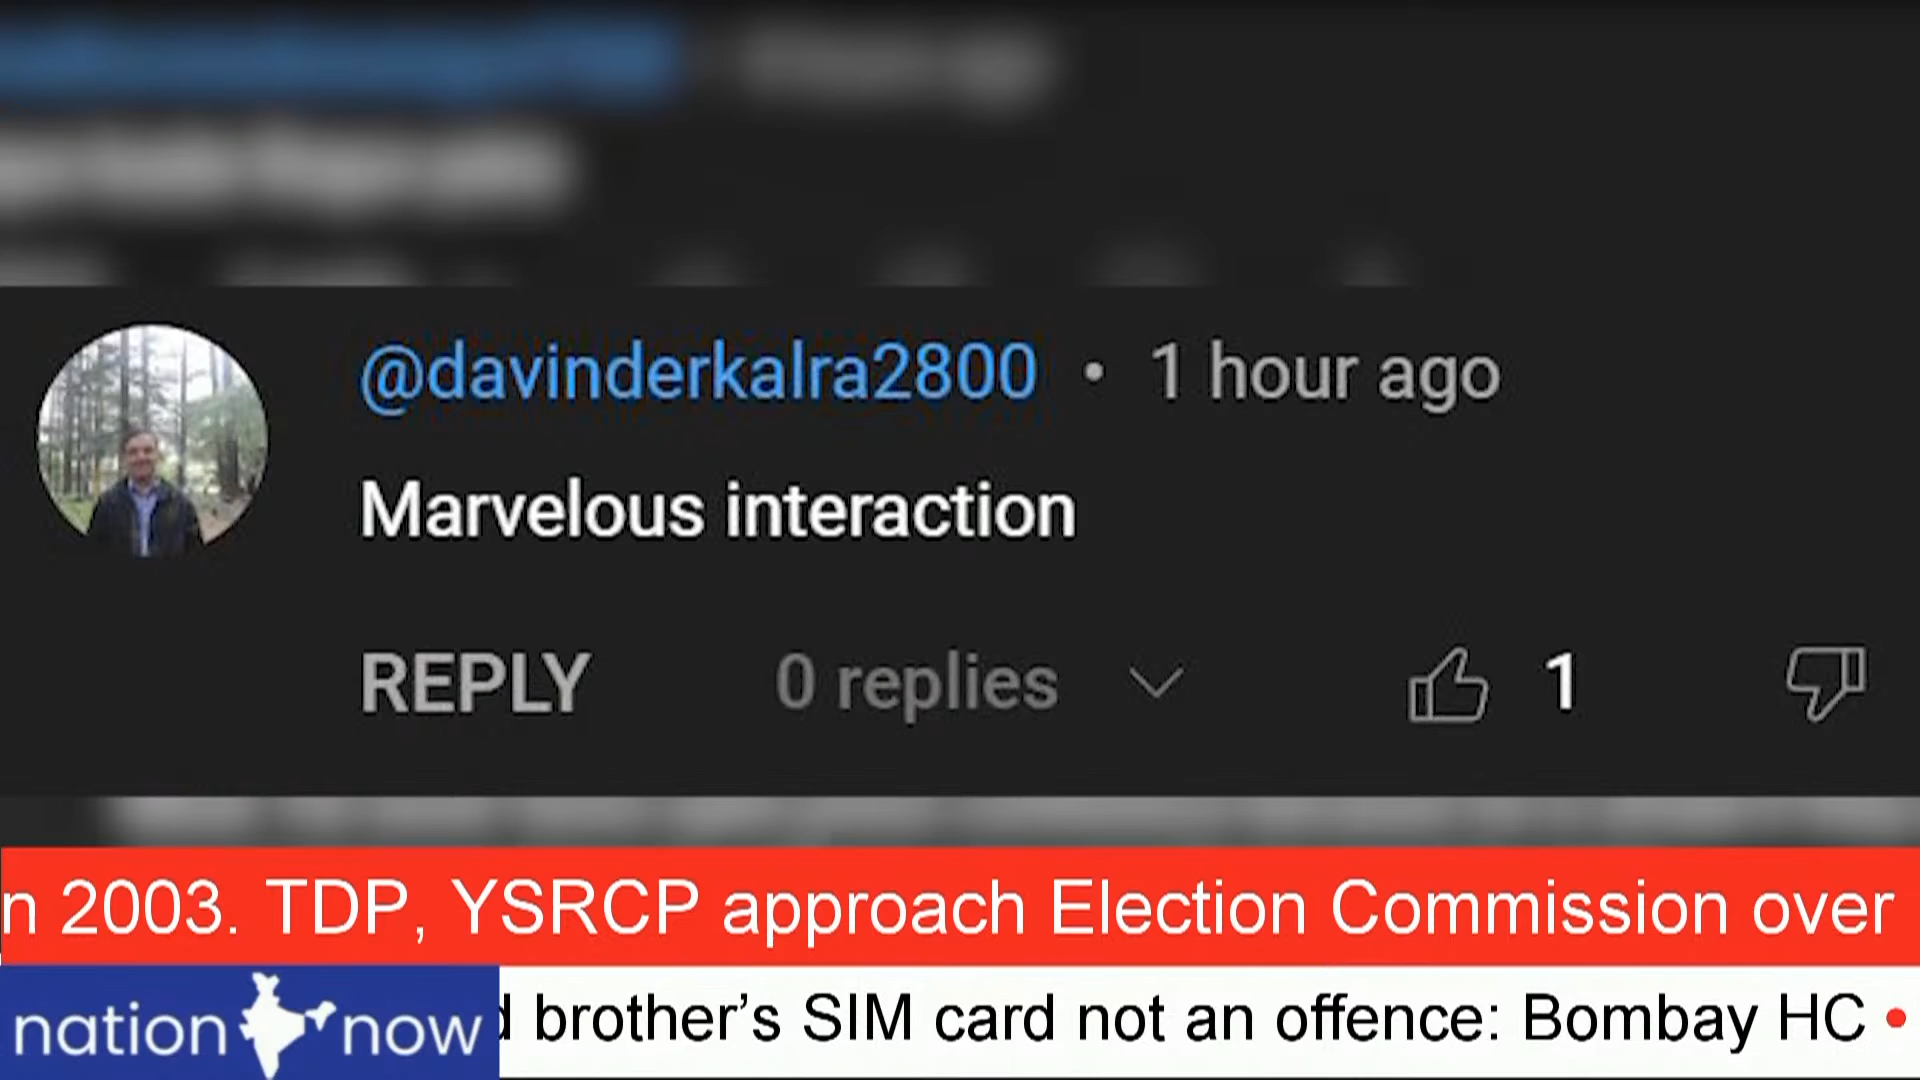 @davinderkalra2800 • 1 hour ago
Marvelous interaction
REPLY 0 replies 1
n 2003. TDP, YSRCP approach Election Commission over
nation now
d brother’s SIM card not an offence: Bombay HC •